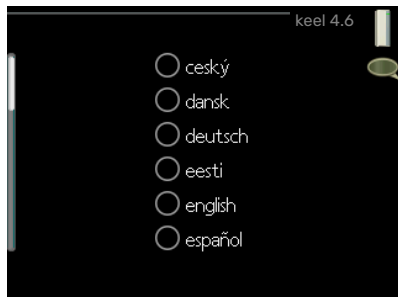 keel 4.6
ceský
dansk
deutsch
eesti
english
español